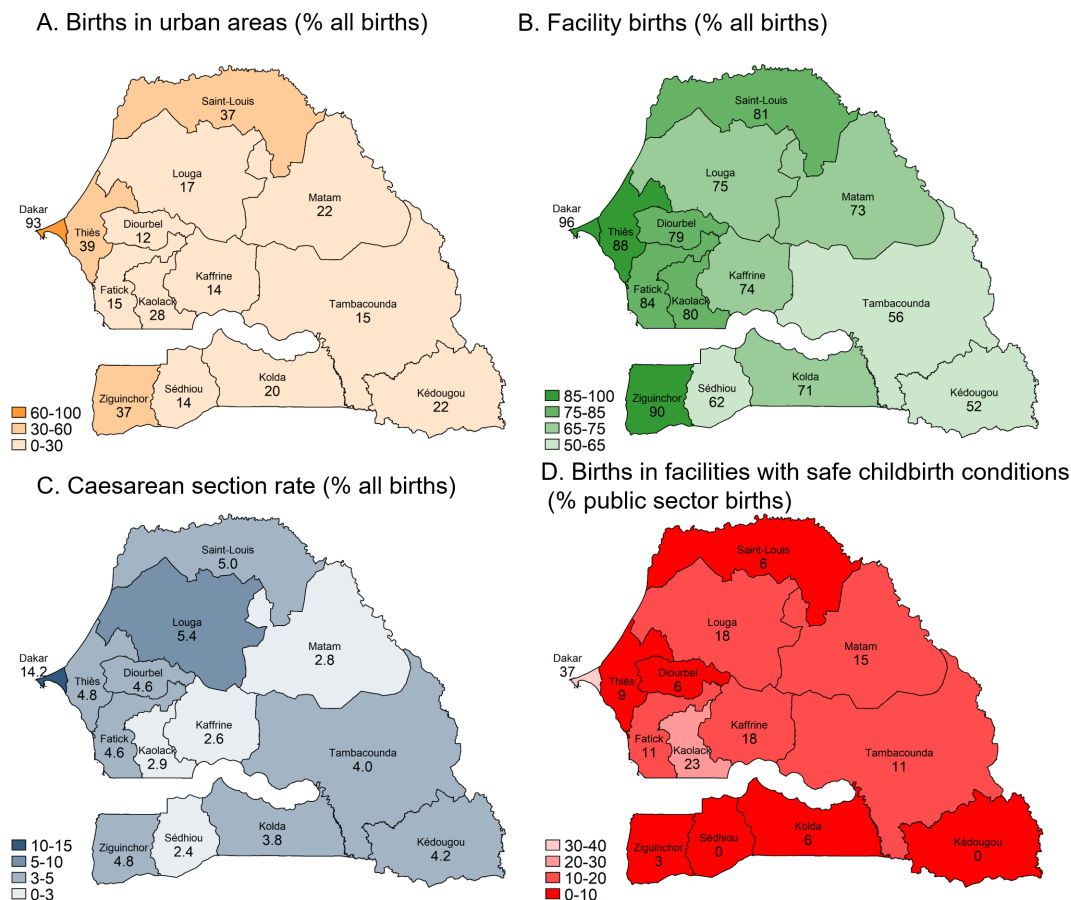 A. Births in urban areas (% all births)
Saint-Louis
37
Louga
17
Matam
22
Dakar
93
Thiès
39
Diourbel
12
Kaffrine
14
Fatick
15
Kaolack
28
Tambacounda
15
Kolda
20
Sédhiou
14
Ziguinchor
37
Kédougou
22
60-100
30-60
0-30
B. Facility births (% all births)
Saint-Louis
81
Louga
75
Matam
73
Dakar
96
Thiès
88
Diourbel
79
Kaffrine
74
Fatick
84
Kaolack
80
Tambacounda
56
Kolda
71
Sédhiou
62
Ziguinchor
90
Kédougou
52
85-100
75-85
65-75
50-65
C. Caesarean section rate (% all births)
Saint-Louis
5.0
Louga
5.4
Matam
2.8
Dakar
14.2
Thiès
4.8
Diourbel
4.6
Kaffrine
2.6
Fatick
4.6
Kaolack
2.9
Tambacounda
4.0
Kolda
3.8
Sédhiou
2.4
Ziguinchor
4.8
Kédougou
4.2
10-15
5-10
3-5
0-3
D. Births in facilities with safe childbirth conditions
(% public sector births)
Saint-Louis
6
Louga
18
Matam
15
Dakar
37
Thiès
9
Diourbel
6
Kaffrine
18
Fatick
11
Kaolack
23
Tambacounda
11
Kolda
6
Sédhiou
0
Ziguinchor
3
Kédougou
0
30-40
20-30
10-20
0-10